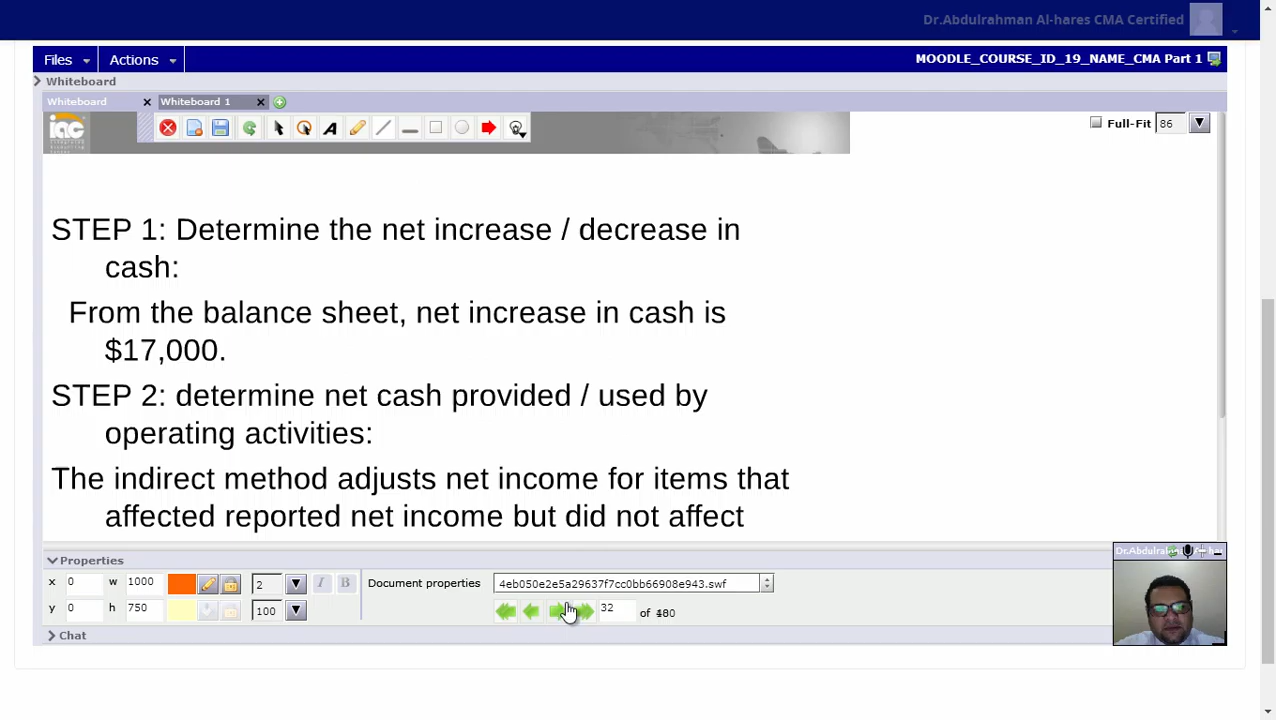 Dr.Abdulrahman Al-hares CMA Certified
Files Actions MOODLE_COURSE_ID_19_NAME_CMA Part 1
Whiteboard
Whiteboard Whiteboard 1
iac
Full-Fit 86
STEP 1: Determine the net increase / decrease in
cash:
From the balance sheet, net increase in cash is
$17,000.
STEP 2: determine net cash provided / used by
operating activities:
The indirect method adjusts net income for items that
affected reported net income but did not affect
Properties
x 0 w 1000 2 I B Document properties 4eb050e2e5a29637f7cc0bb66908e943.swf
y 0 h 750 100 32 of
Chat